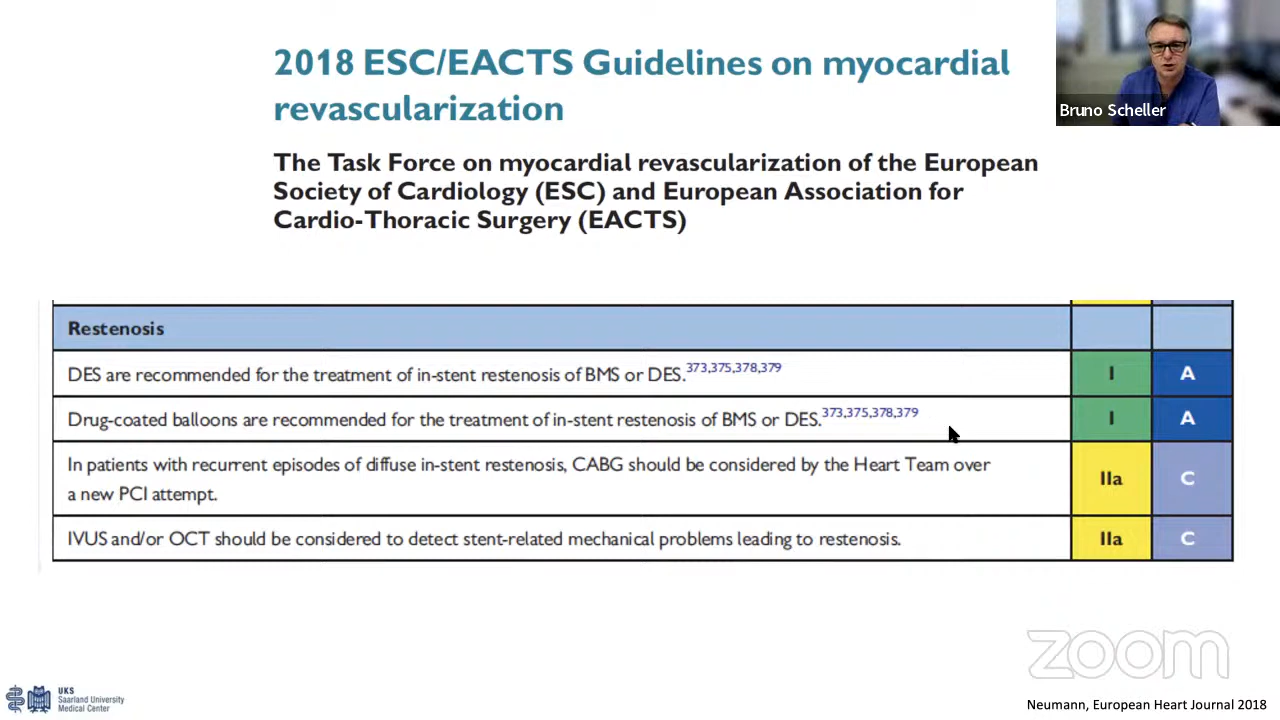 2018 ESC/EACTS Guidelines on myocardial
revascularization
Bruno Scheller
The Task Force on myocardial revascularization of the European
Society of Cardiology (ESC) and European Association for
Cardio-Thoracic Surgery (EACTS)
Restenosis
DES are recommended for the treatment of in-stent restenosis of BMS or DES.373,375,378,379 I A
Drug-coated balloons are recommended for the treatment of in-stent restenosis of BMS or DES.373,375,378,379 I A
In patients with recurrent episodes of diffuse in-stent restenosis, CABG should be considered by the Heart Team over
a new PCI attempt. IIa C
IVUS and/or OCT should be considered to detect stent-related mechanical problems leading to restenosis. IIa C
zoom
UKS
Saarland University
Medical Center
Neumann, European Heart Journal 2018